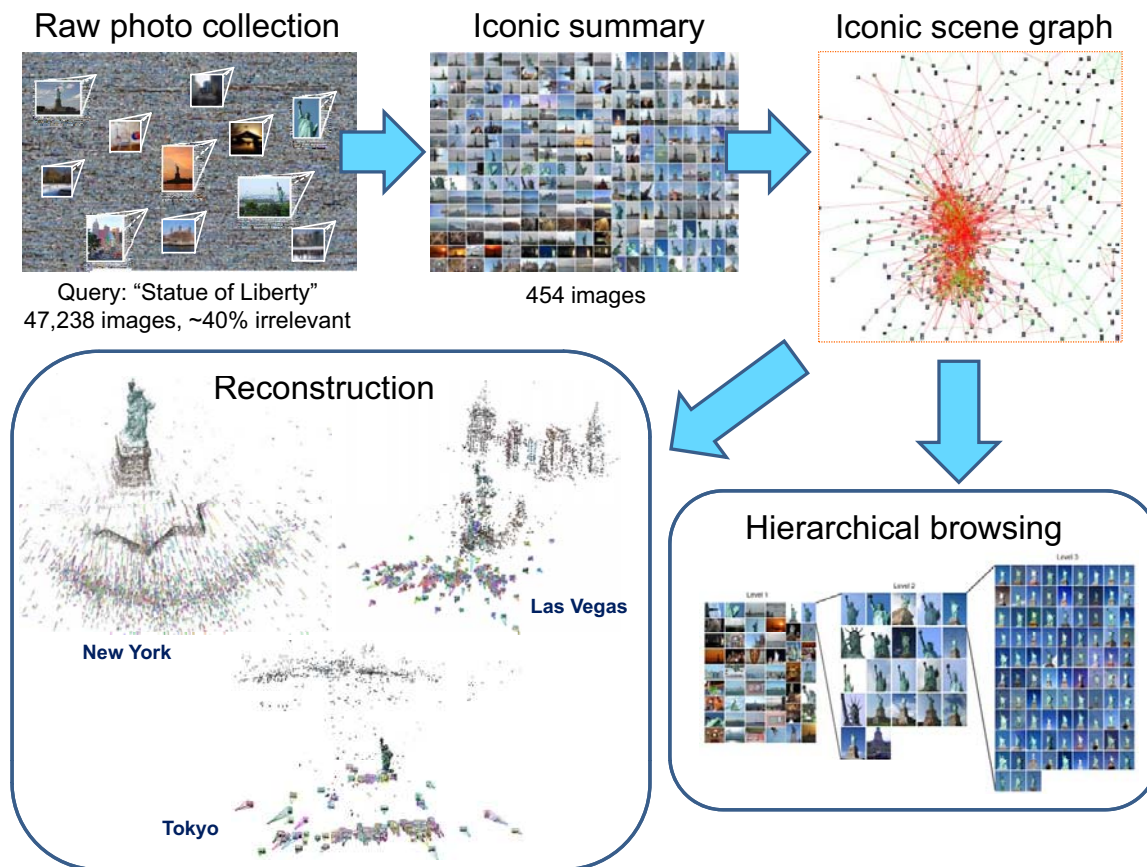 Raw photo collection
Iconic summary
Iconic scene graph
Query: “Statue of Liberty”
47,238 images, ~40% irrelevant
454 images
Reconstruction
New York
Las Vegas
Tokyo
Hierarchical browsing
Level 1
Level 2
Level 3